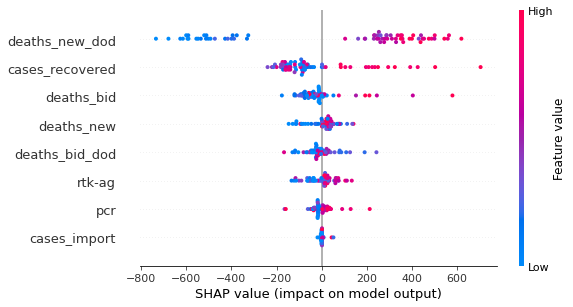 High
deaths_new_dod
cases_recovered
deaths_bid
deaths_new
deaths_bid_dod
rtk-ag
pcr
cases_import
Feature value
Low
−800 −600 −400 −200 0 200 400 600
SHAP value (impact on model output)